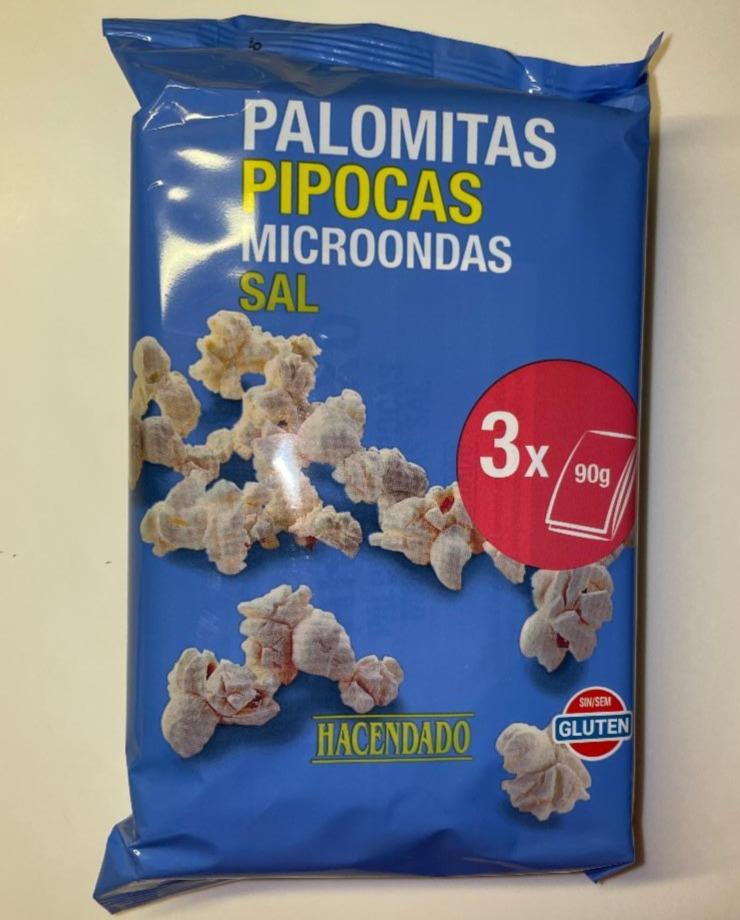 PALOMITAS
PIPOCAS
MICROONDAS
SAL
3x
90g
SIN/SEM
GLUTEN
HACENDADO